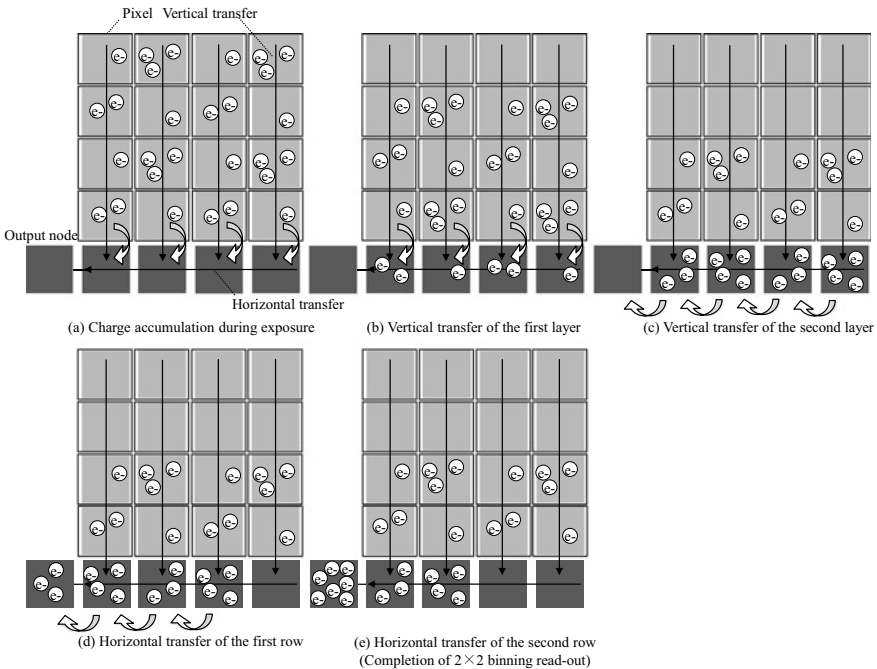 Pixel Vertical transfer
Output node
Horizontal transfer
(a) Charge accumulation during exposure
(b) Vertical transfer of the first layer
(c) Vertical transfer of the second layer
(d) Horizontal transfer of the first row
(e) Horizontal transfer of the second row
(Completion of 2×2 binning read-out)